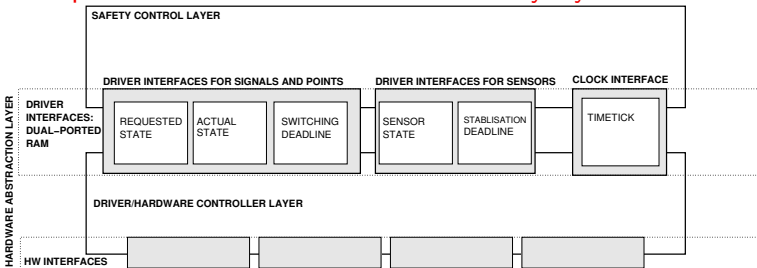 SAFETY CONTROL LAYER
DRIVER INTERFACES FOR SIGNALS AND POINTS
DRIVER INTERFACES FOR SENSORS
CLOCK INTERFACE
HARDWARE ABSTRACTION LAYER
DRIVER
INTERFACES:
DUAL−PORTED
RAM
REQUESTED
STATE
ACTUAL
STATE
SWITCHING
DEADLINE
SENSOR
STATE
STABLISATION
DEADLINE
TIMETICK
DRIVER/HARDWARE CONTROLLER LAYER
HW INTERFACES